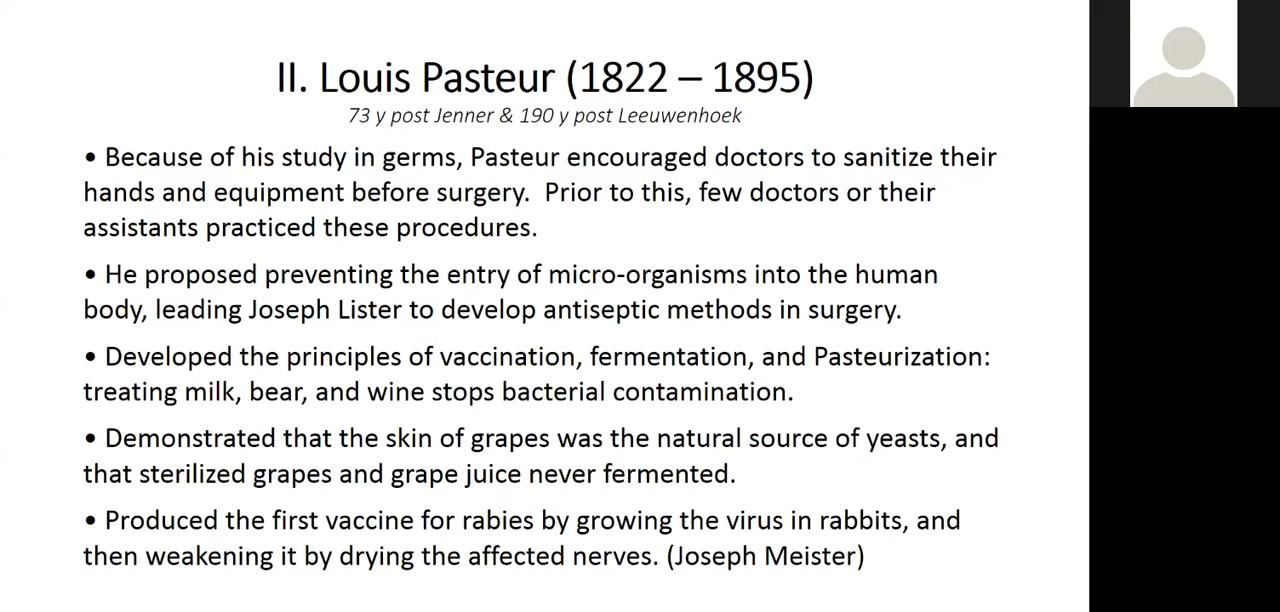 II. Louis Pasteur (1822 – 1895)
73 y post Jenner & 190 y post Leeuwenhoek
• Because of his study in germs, Pasteur encouraged doctors to sanitize their
hands and equipment before surgery.  Prior to this, few doctors or their
assistants practiced these procedures.
• He proposed preventing the entry of micro-organisms into the human
body, leading Joseph Lister to develop antiseptic methods in surgery.
• Developed the principles of vaccination, fermentation, and Pasteurization:
treating milk, bear, and wine stops bacterial contamination.
• Demonstrated that the skin of grapes was the natural source of yeasts, and
that sterilized grapes and grape juice never fermented.
• Produced the first vaccine for rabies by growing the virus in rabbits, and
then weakening it by drying the affected nerves. (Joseph Meister)